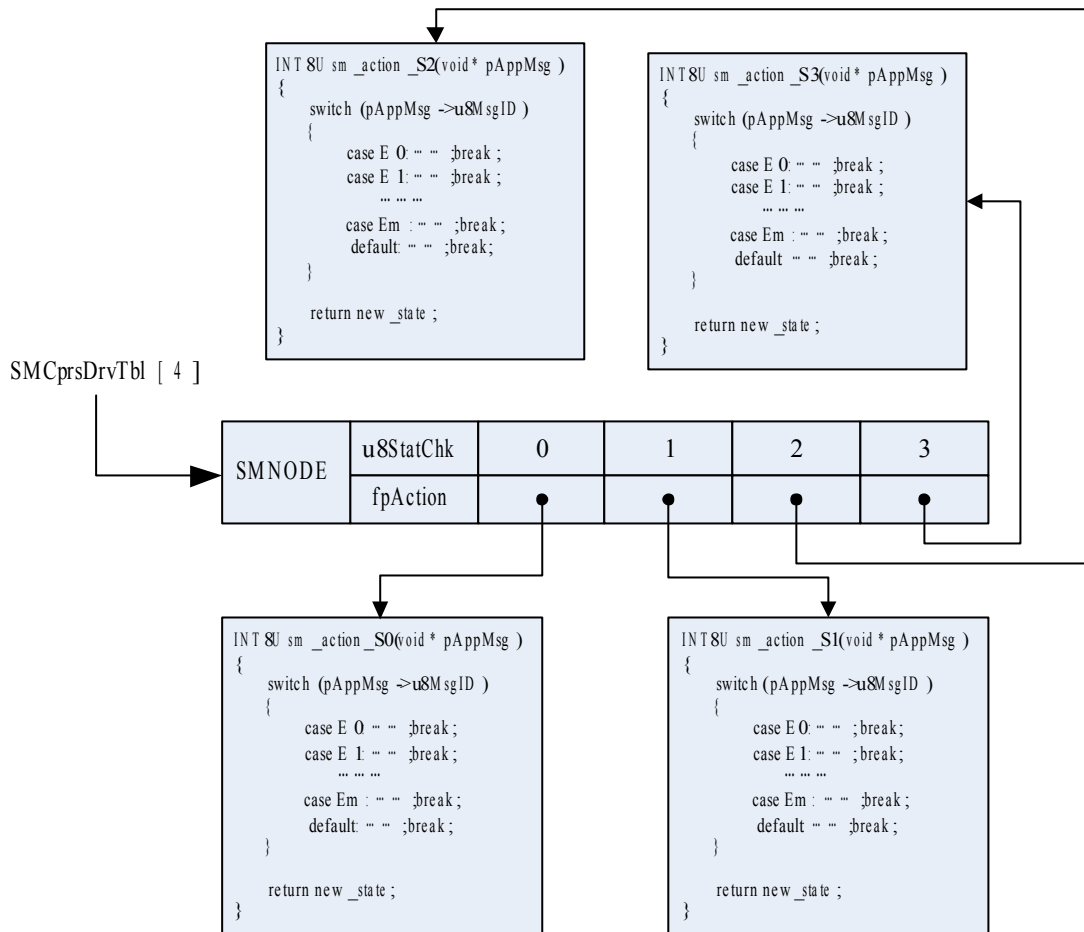 INT8U sm_action_S2(void* pAppMsg)
{
switch (pAppMsg->u8MsgID)
{
case E0: … … ;break;
case E1: … … ;break;
… … …
case Em : … … ;break;
default: … … ;break;
}
return new_state;
}
INT8U sm_action_S3(void* pAppMsg)
{
switch (pAppMsg->u8MsgID)
{
case E0: … … ;break;
case E1: … … ;break;
… … …
case Em : … … ;break;
default … … ;break;
}
return new_state;
}
SMCprsDrvTbl [ 4 ]
SMNODE
u8StatChk 0 1 2 3
fpAction
INT8U sm_action_S0(void* pAppMsg)
{
switch (pAppMsg->u8MsgID)
{
case E0: … … ;break;
case E1: … … ;break;
… … …
case Em : … … ;break;
default: … … ;break;
}
return new_state;
}
INT8U sm_action_S1(void* pAppMsg)
{
switch (pAppMsg->u8MsgID)
{
case E0: … … ;break;
case E1: … … ;break;
… … …
case Em : … … ;break;
default … … ;break;
}
return new_state;
}